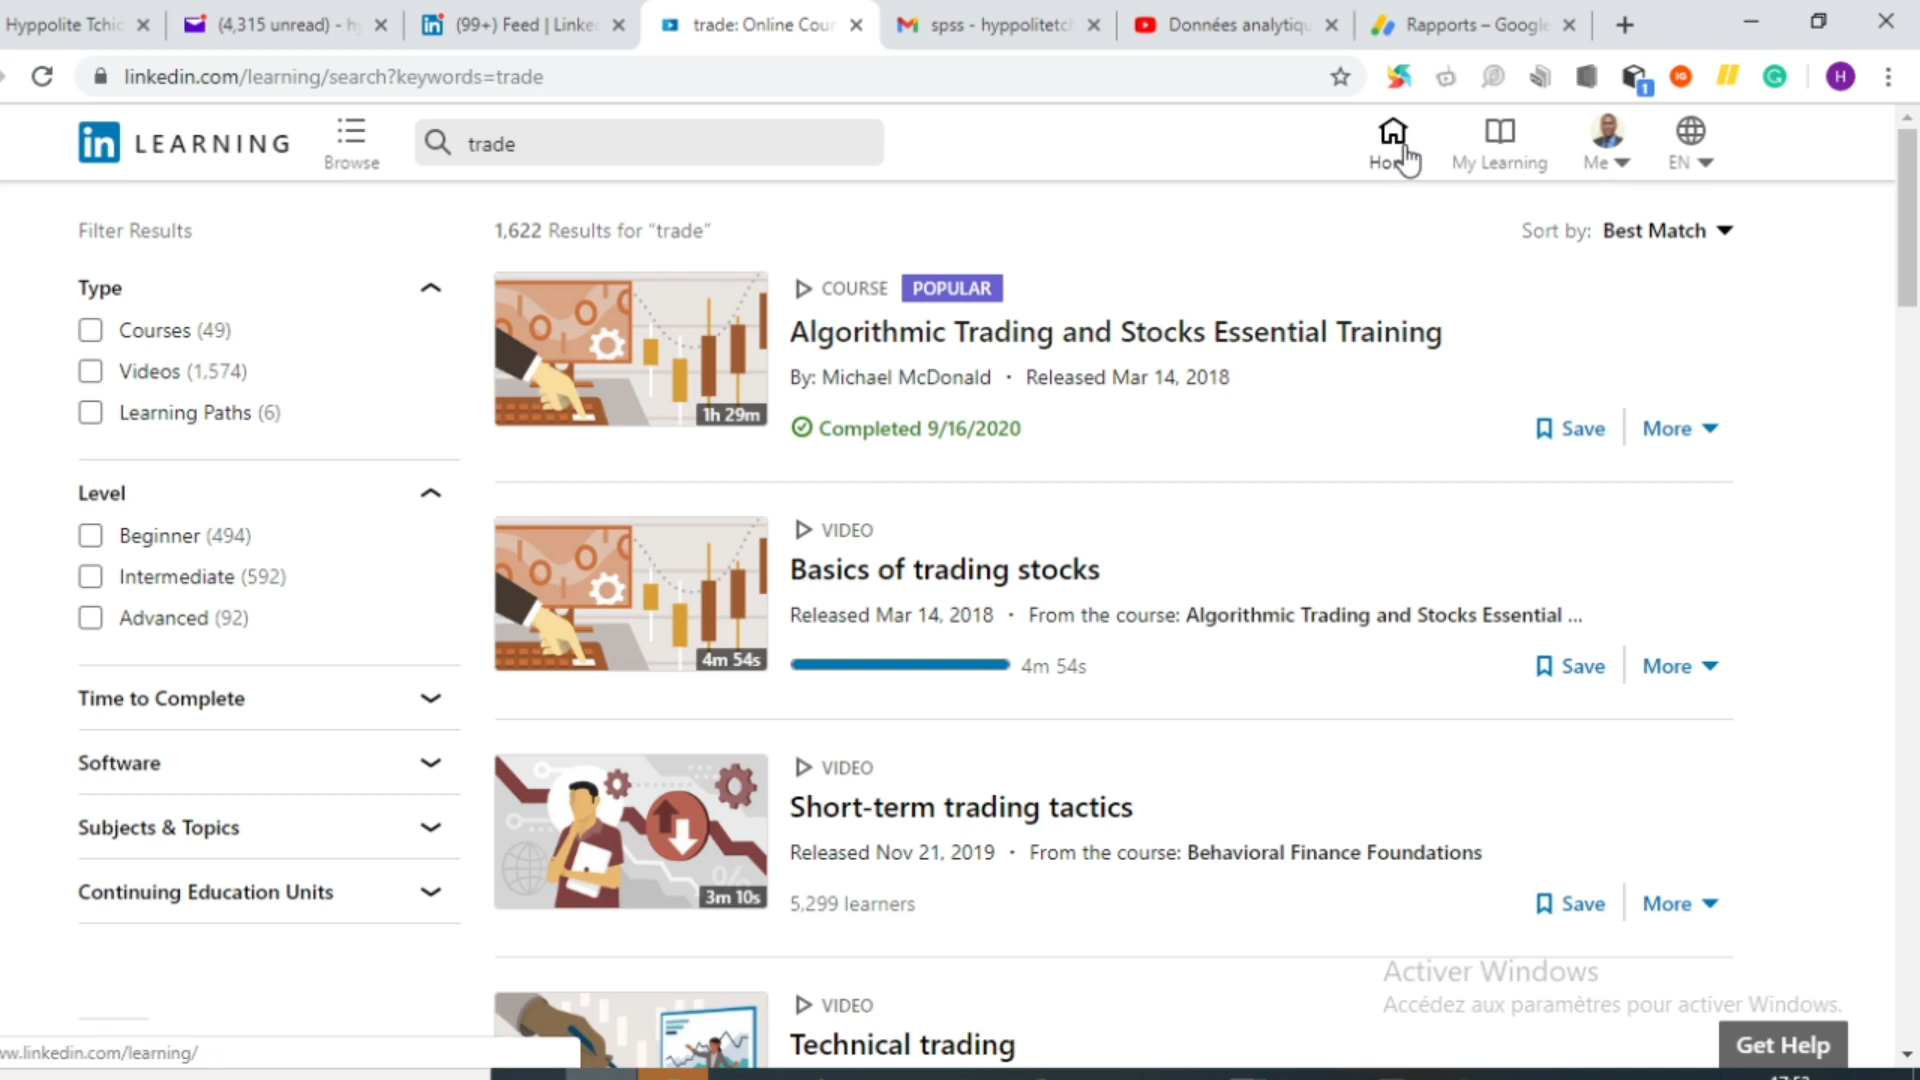 Hyppolite Tchic
(4,315 unread) - hy
(99+) Feed | Linke
trade: Online Cour
spss - hyppolitetch
Données analytiqu
Rapports – Google
linkedin.com/learning/search?keywords=trade
1
H
in LEARNING
Browse
trade
Ho
My Learning
Me
EN
Filter Results
1,622 Results for "trade"
Sort by: Best Match
Type
Courses (49)
Videos (1,574)
Learning Paths (6)
Level
Beginner (494)
Intermediate (592)
Advanced (92)
Time to Complete
Software
Subjects & Topics
Continuing Education Units
COURSE POPULAR
Algorithmic Trading and Stocks Essential Training
By: Michael McDonald · Released Mar 14, 2018
1h 29m
Completed 9/16/2020
Save
More
VIDEO
Basics of trading stocks
Released Mar 14, 2018 · From the course: Algorithmic Trading and Stocks Essential ...
4m 54s
4m 54s
Save
More
VIDEO
Short-term trading tactics
Released Nov 21, 2019 · From the course: Behavioral Finance Foundations
3m 10s
5,299 learners
Save
More
VIDEO
Technical trading
Activer Windows
Accédez aux paramètres pour activer Windows.
Get Help
ww.linkedin.com/learning/